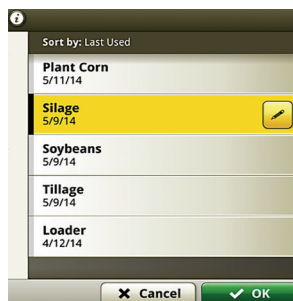 i
Sort by: Last Used
Plant Corn
5/11/14
Silage
5/9/14
Soybeans
5/9/14
Tillage
5/9/14
Loader
4/12/14
Cancel
OK